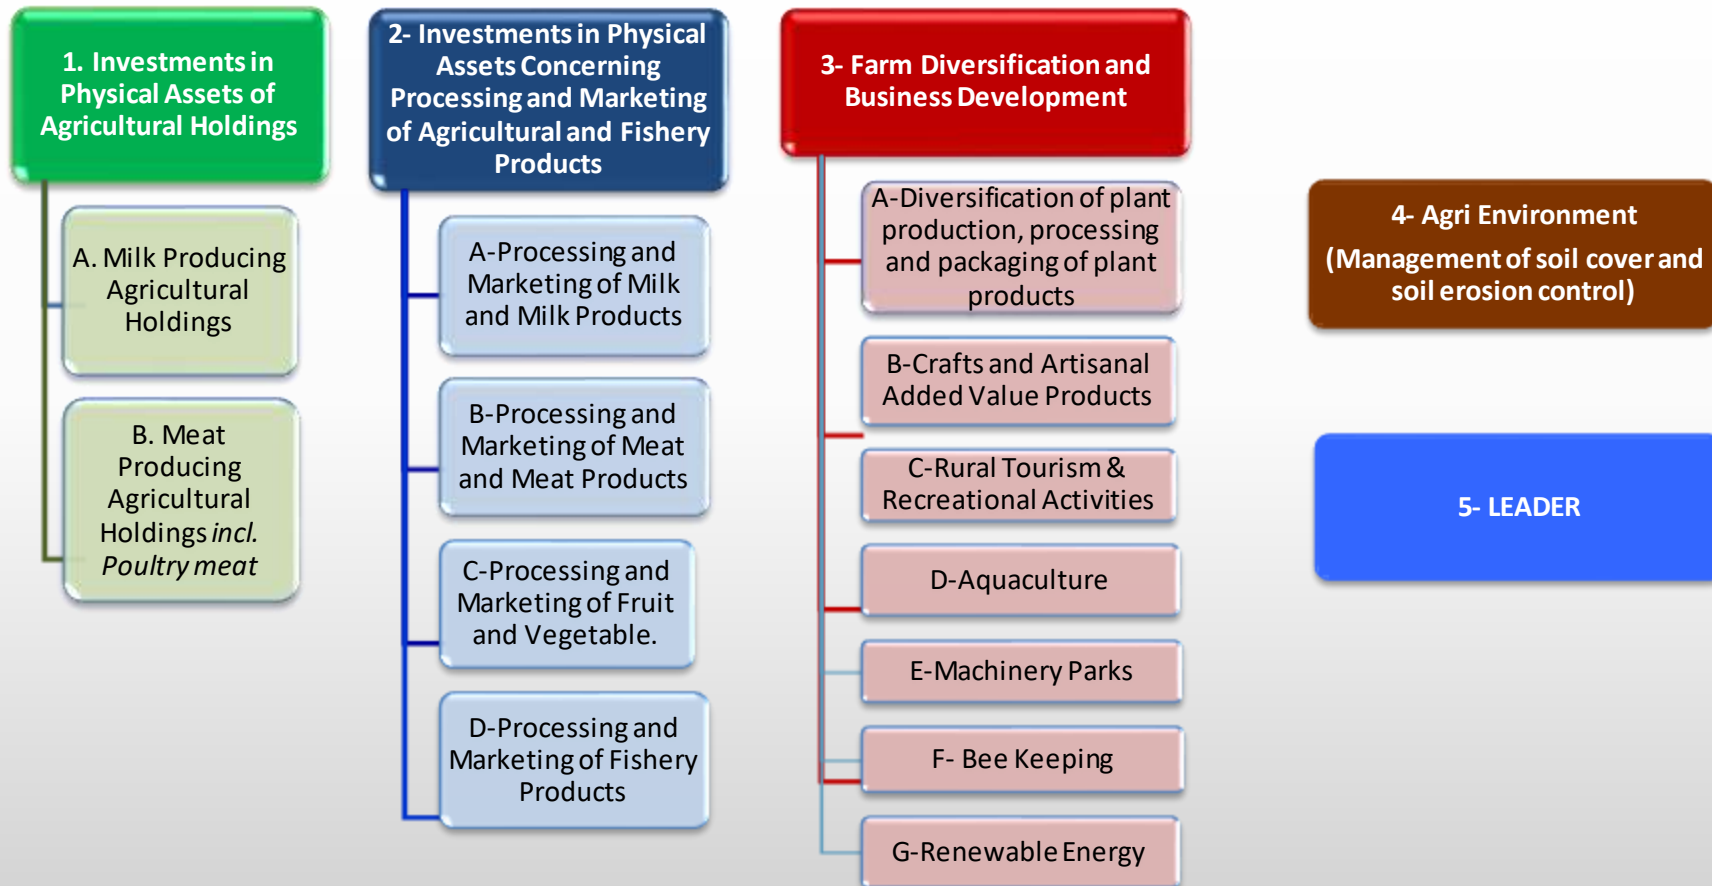 1. Investments in
Physical Assets of
Agricultural Holdings
A. Milk Producing
Agricultural
Holdings
B. Meat
Producing
Agricultural
Holdings incl.
Poultry meat
2- Investments in Physical
Assets Concerning
Processing and Marketing
of Agricultural and Fishery
Products
A-Processing and
Marketing of Milk
and Milk Products
B-Processing and
Marketing of Meat
and Meat Products
C-Processing and
Marketing of Fruit
and Vegetable.
D-Processing and
Marketing of Fishery
Products
3- Farm Diversification and
Business Development
A-Diversification of plant
production, processing
and packaging of plant
products
B-Crafts and Artisanal
Added Value Products
C-Rural Tourism &
Recreational Activities
D-Aquaculture
E-Machinery Parks
F- Bee Keeping
G-Renewable Energy
4- Agri Environment
(Management of soil cover and
soil erosion control)
5- LEADER